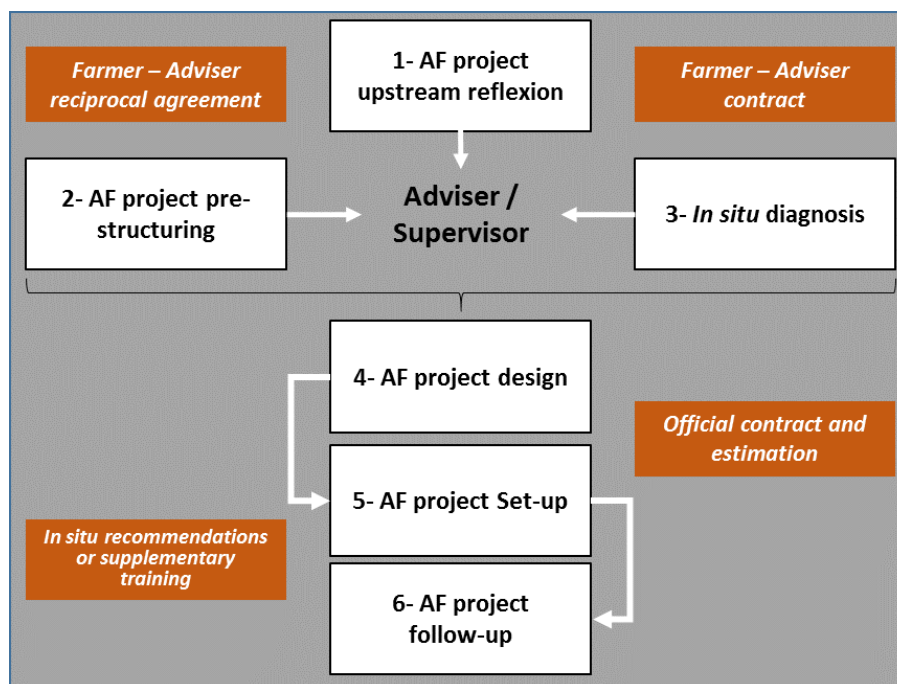 Farmer – Adviser
reciprocal agreement
1- AF project
upstream reflexion
Farmer – Adviser
contract
2- AF project pre-
structuring
Adviser /
Supervisor
3- In situ diagnosis
4- AF project design
Official contract and
estimation
5- AF project Set-up
In situ recommendations
or supplementary
training
6- AF project
follow-up